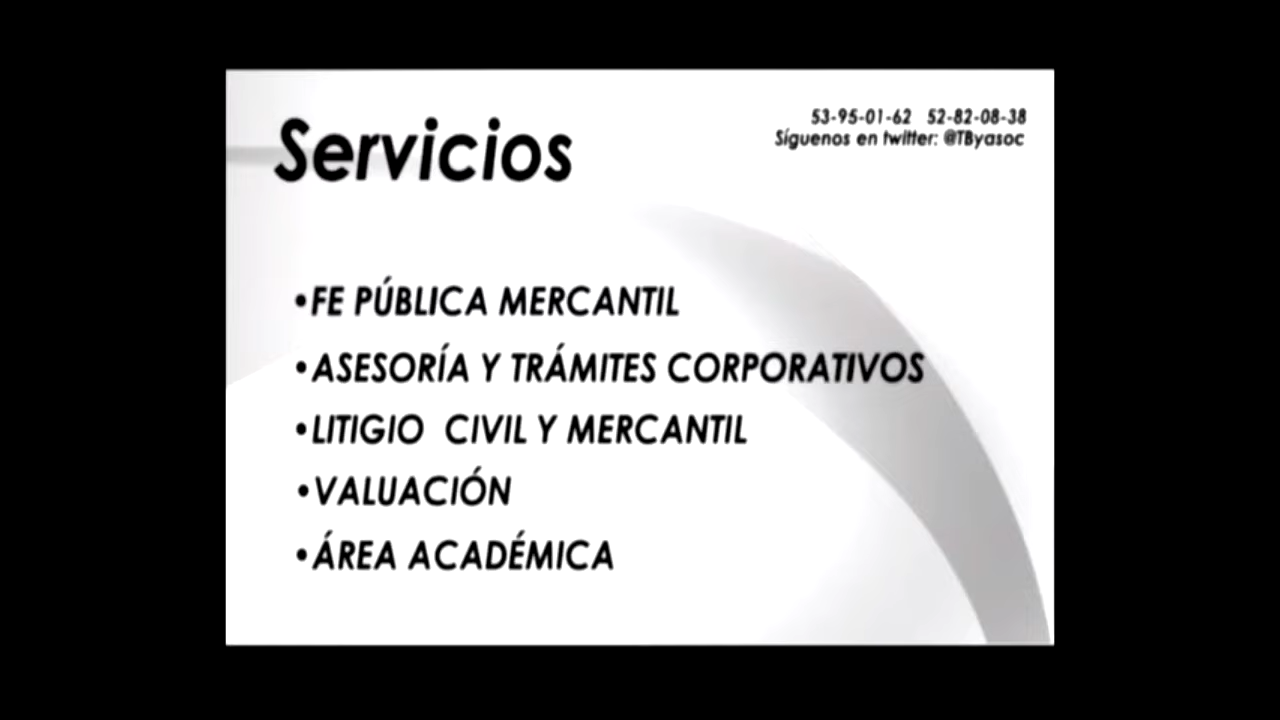 53-95-01-62 52-82-08-38
Síguenos en twitter: @TByasoc
Servicios
•FE PÚBLICA MERCANTIL
•ASESORÍA Y TRÁMITES CORPORATIVOS
•LITIGIO CIVIL Y MERCANTIL
•VALUACIÓN
•ÁREA ACADÉMICA